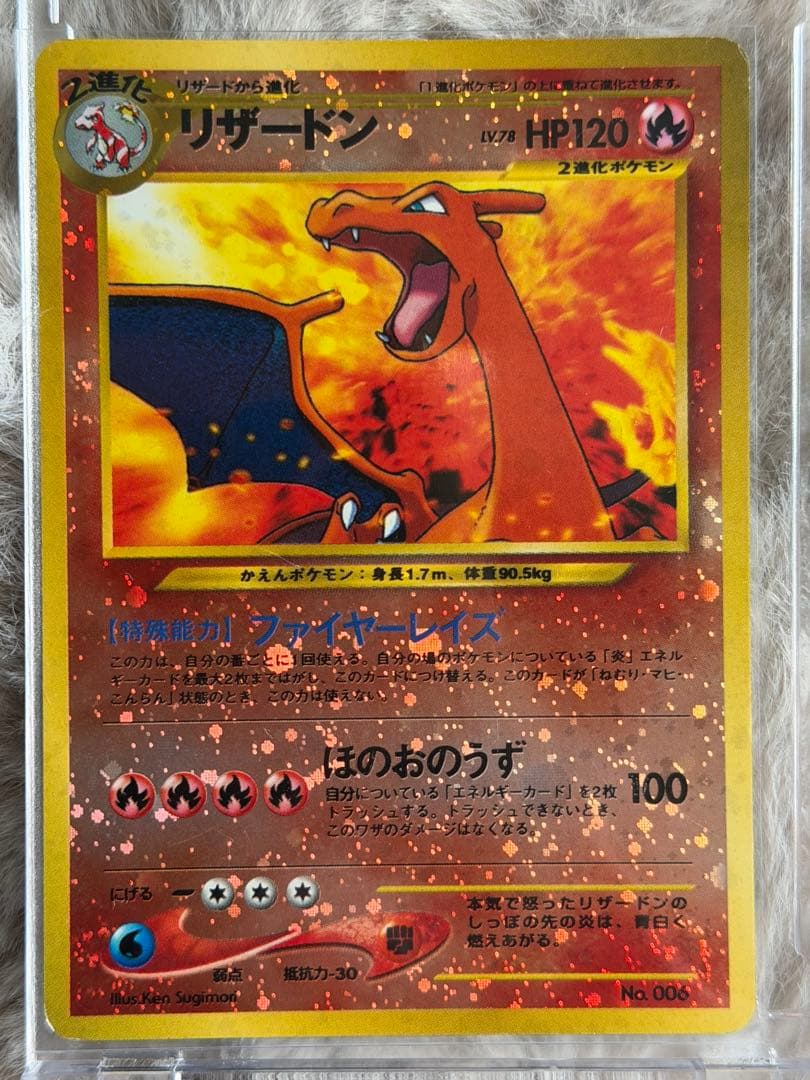 2進化
リザードから進化
「1進化ポケモン」の上に重ねて進化させます。
リザードン
LV.78 HP120
2進化ポケモン
かえんポケモン：身長1.7m、体重90.5kg
【特殊能力】ファイヤーレイズ
この力は、自分の番ごとに1回使える。自分の場のポケモンについている「炎」エネル
ギーカードを最大2枚まではがし、このカードにつけ替える。このカードが「ねむり・マヒ・
こんらん」状態のとき、この力は使えない。
ほのおのうず
自分についている「エネルギーカード」を2枚
トラッシュする。トラッシュできないとき、
このワザのダメージはなくなる。
100
にげる
弱点
抵抗力-30
本気で怒ったリザードンの
しっぽの先の炎は、青白く
燃えあがる。
Illus.Ken Sugimori
No. 006